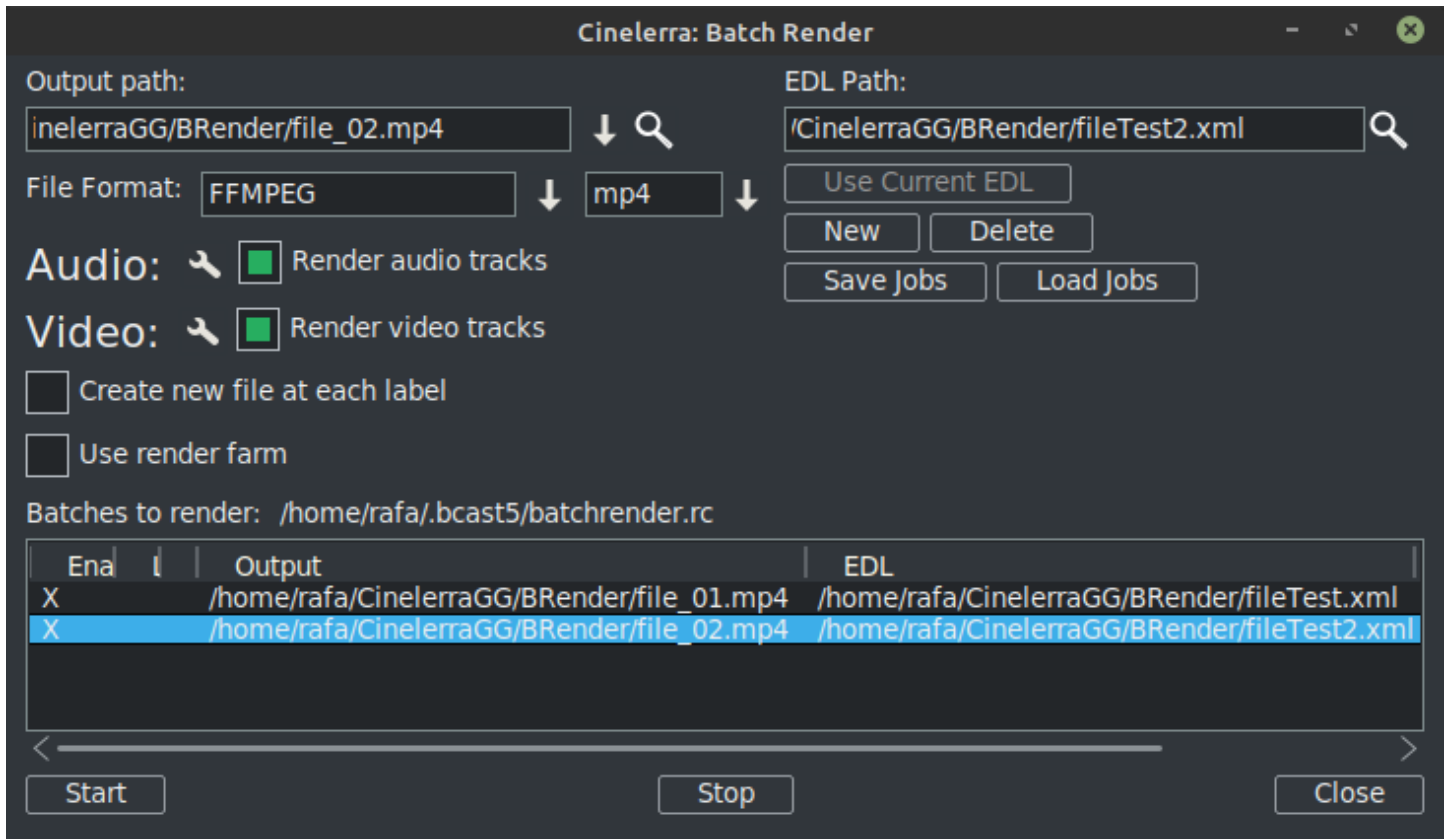 Cinelerra: Batch Render
Output path:
inelerraGG/BRender/file_02.mp4
File Format: FFMPEG mp4
Audio: Render audio tracks
Video: Render video tracks
Create new file at each label
Use render farm
EDL Path:
/CinelerraGG/BRender/fileTest2.xml
Use Current EDL
New Delete
Save Jobs Load Jobs
Batches to render: /home/rafa/.bcast5/batchrender.rc
Ena L Output EDL
X /home/rafa/CinelerraGG/BRender/file_01.mp4 /home/rafa/CinelerraGG/BRender/fileTest.xml
X /home/rafa/CinelerraGG/BRender/file_02.mp4 /home/rafa/CinelerraGG/BRender/fileTest2.xml
Start Stop Close